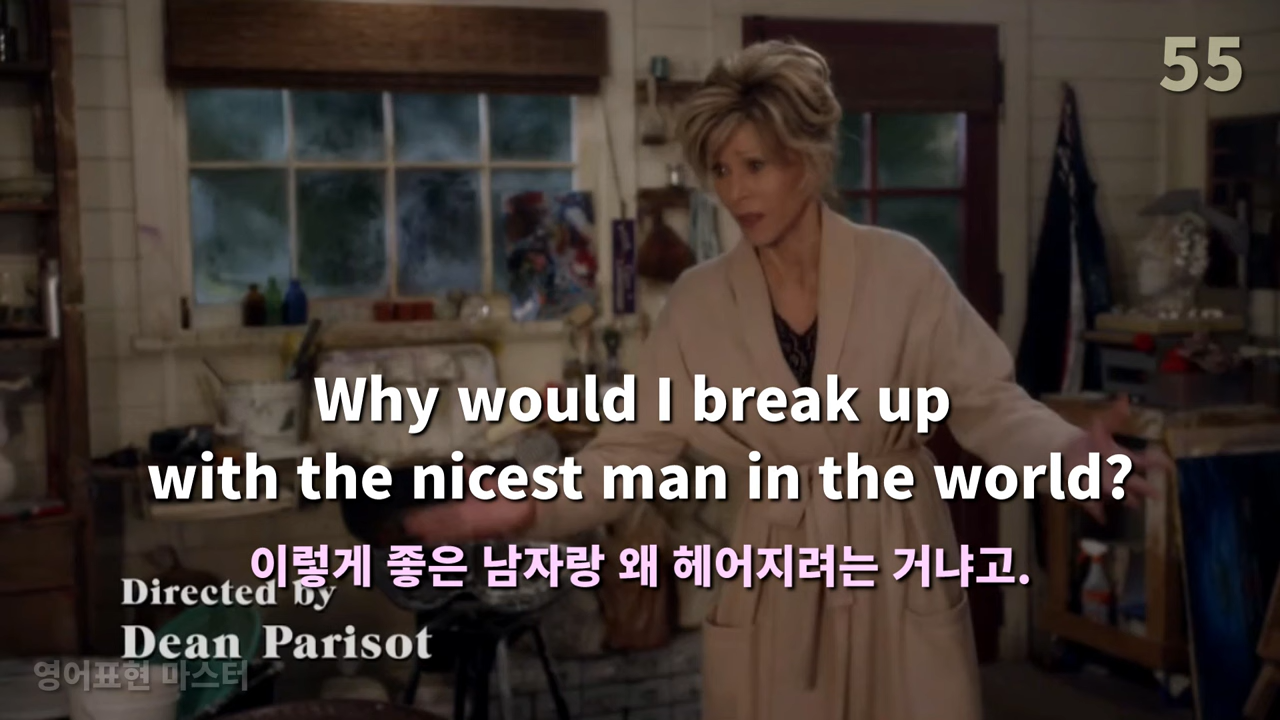 55
Why would I break up
with the nicest man in the world?
이렇게 좋은 남자랑 왜 헤어지려는 거냐고.
Directed by
Dean Parisot
영어표현 마스터